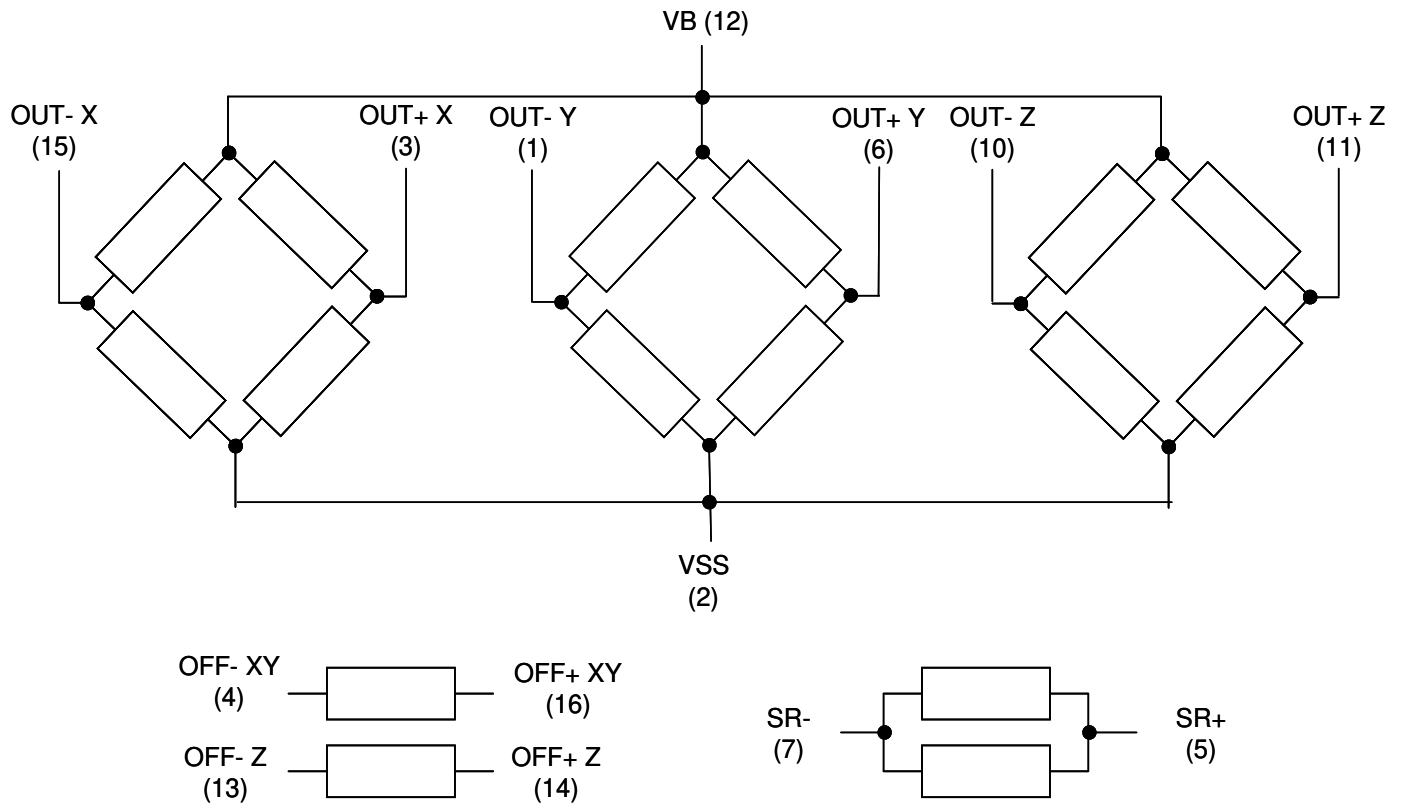 VB (12)
OUT- X
(15)
OUT+ X
(3)
OUT- Y
(1)
OUT+ Y
(6)
OUT- Z
(10)
OUT+ Z
(11)
VSS
(2)
OFF- XY
(4)
OFF+ XY
(16)
OFF- Z
(13)
OFF+ Z
(14)
SR-
(7)
SR+
(5)